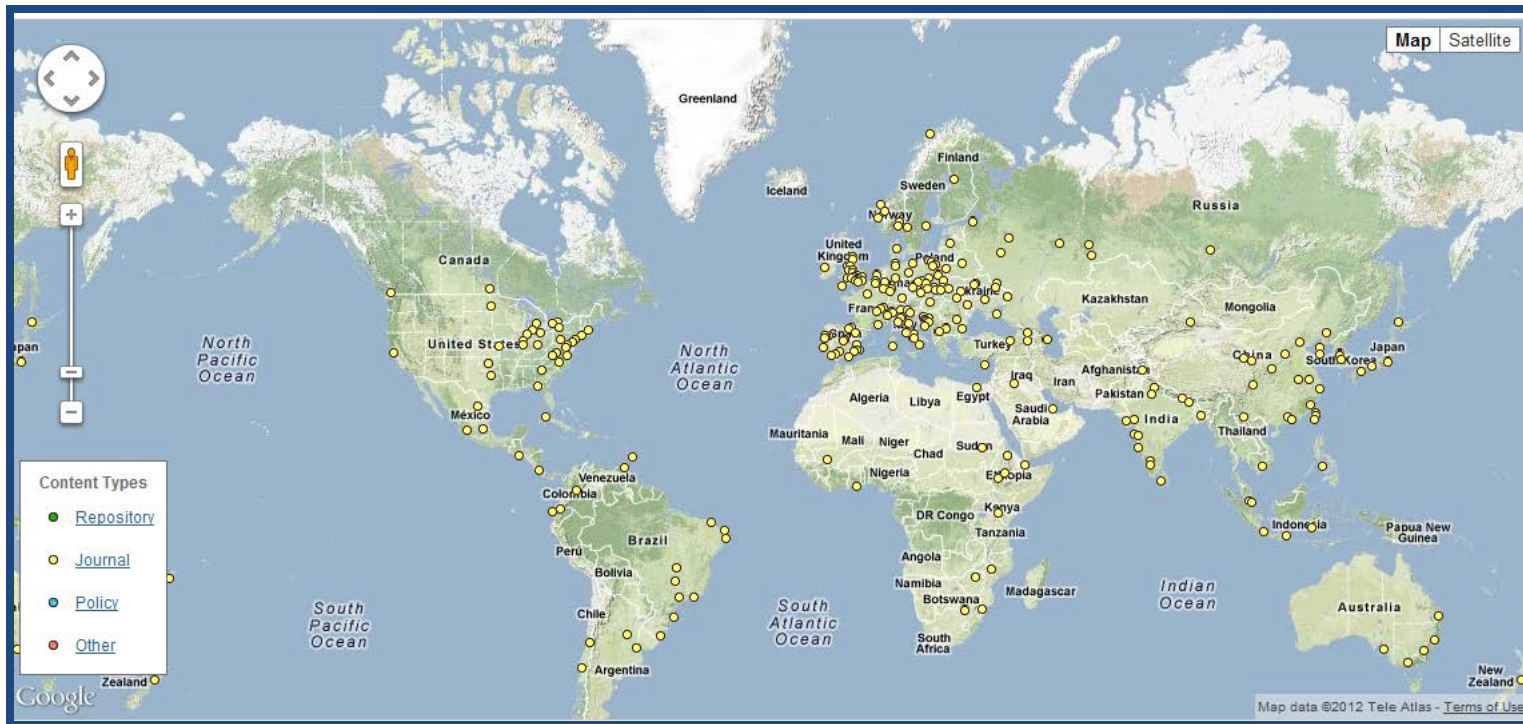 Map Satellite
Greenland
Finland
Iceland
Sweden
Norway
Russia
United
Kingdom
Canada
Poland
Ukraine
Kazakhstan
Mongolia
North
Pacific
Ocean
United States
North
Atlantic
Ocean
Turkey
China
South Korea
Japan
Iraq
Iran
Afghanistan
Pakistan
Algeria
Libya
Egypt
Saudi
Arabia
India
México
Mauritania
Mali
Niger
Chad
Sudan
Thailand
Nigeria
Ethiopia
Venezuela
Colombia
Content Types
Repository
Journal
Policy
Other
DR Congo
Kenya
Tanzania
Indonesia
Papua New
Guinea
Brazil
Perú
Bolivia
Angola
Namibia
Botswana
Madagascar
Indian
Ocean
South
Pacific
Ocean
Chile
South
Atlantic
Ocean
South
Africa
Australia
Argentina
Zealand
New
Zealand
Google
Map data ©2012 Tele Atlas - Terms of Use